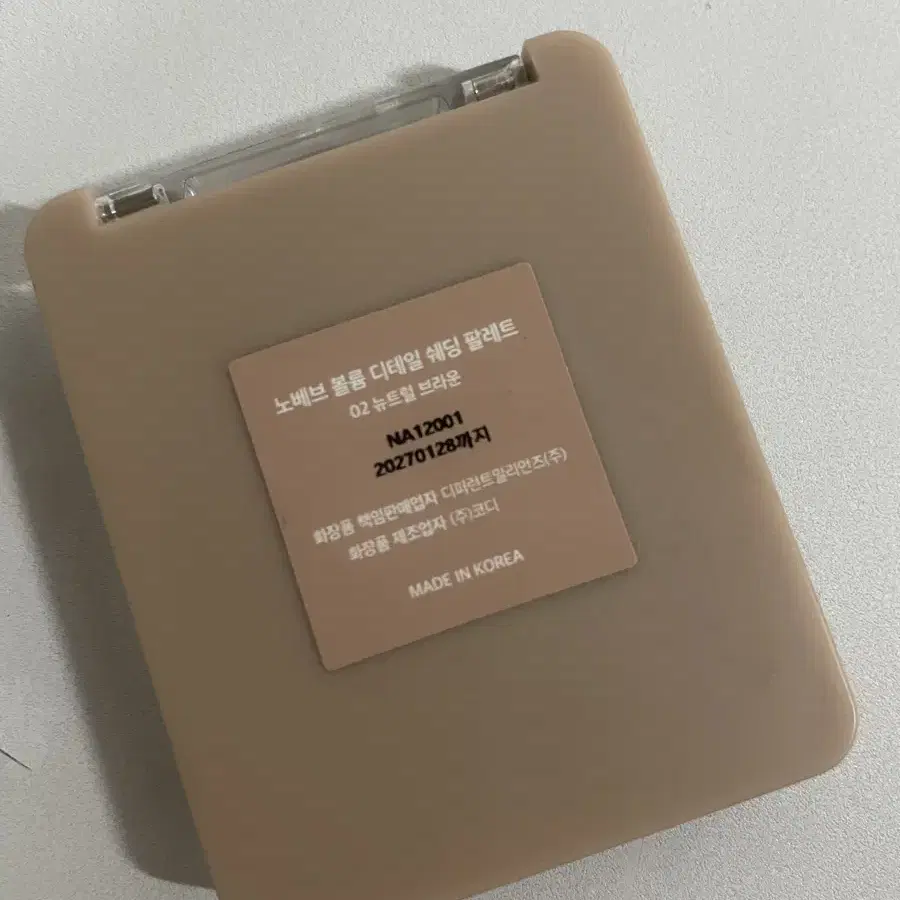 노베브 볼륨 디테일 쉐딩 팔레트
02 뉴트럴 브라운
NA12001
20270128까지
화장품 책임판매업자 디퍼런트밀리언즈(주)
화장품 제조업자 (주)코디
MADE IN KOREA